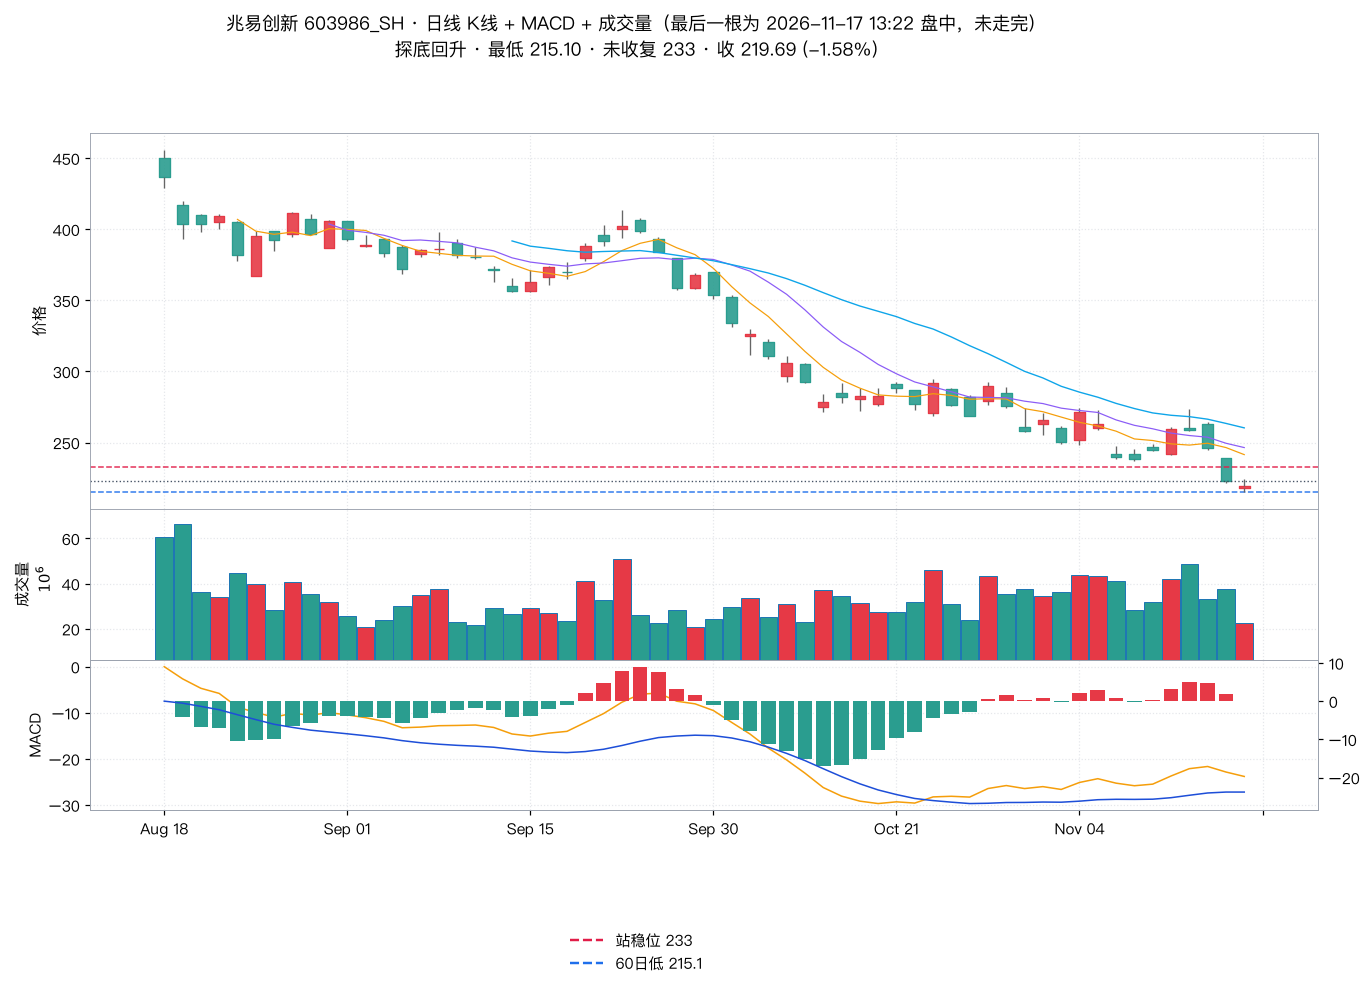 兆易创新 603986_SH · 日线 K线 + MACD + 成交量（最后一根为 2026−11−17 13:22 盘中，未走完）
探底回升 · 最低 215.10 · 未收复 233 · 收 219.69 (−1.58%)
价格
450
400
350
300
250
成交量
10⁶
60
40
20
MACD
0
−10
−20
−30
10
0
−10
−20
Aug 18
Sep 01
Sep 15
Sep 30
Oct 21
Nov 04
站稳位 233
60日低 215.1